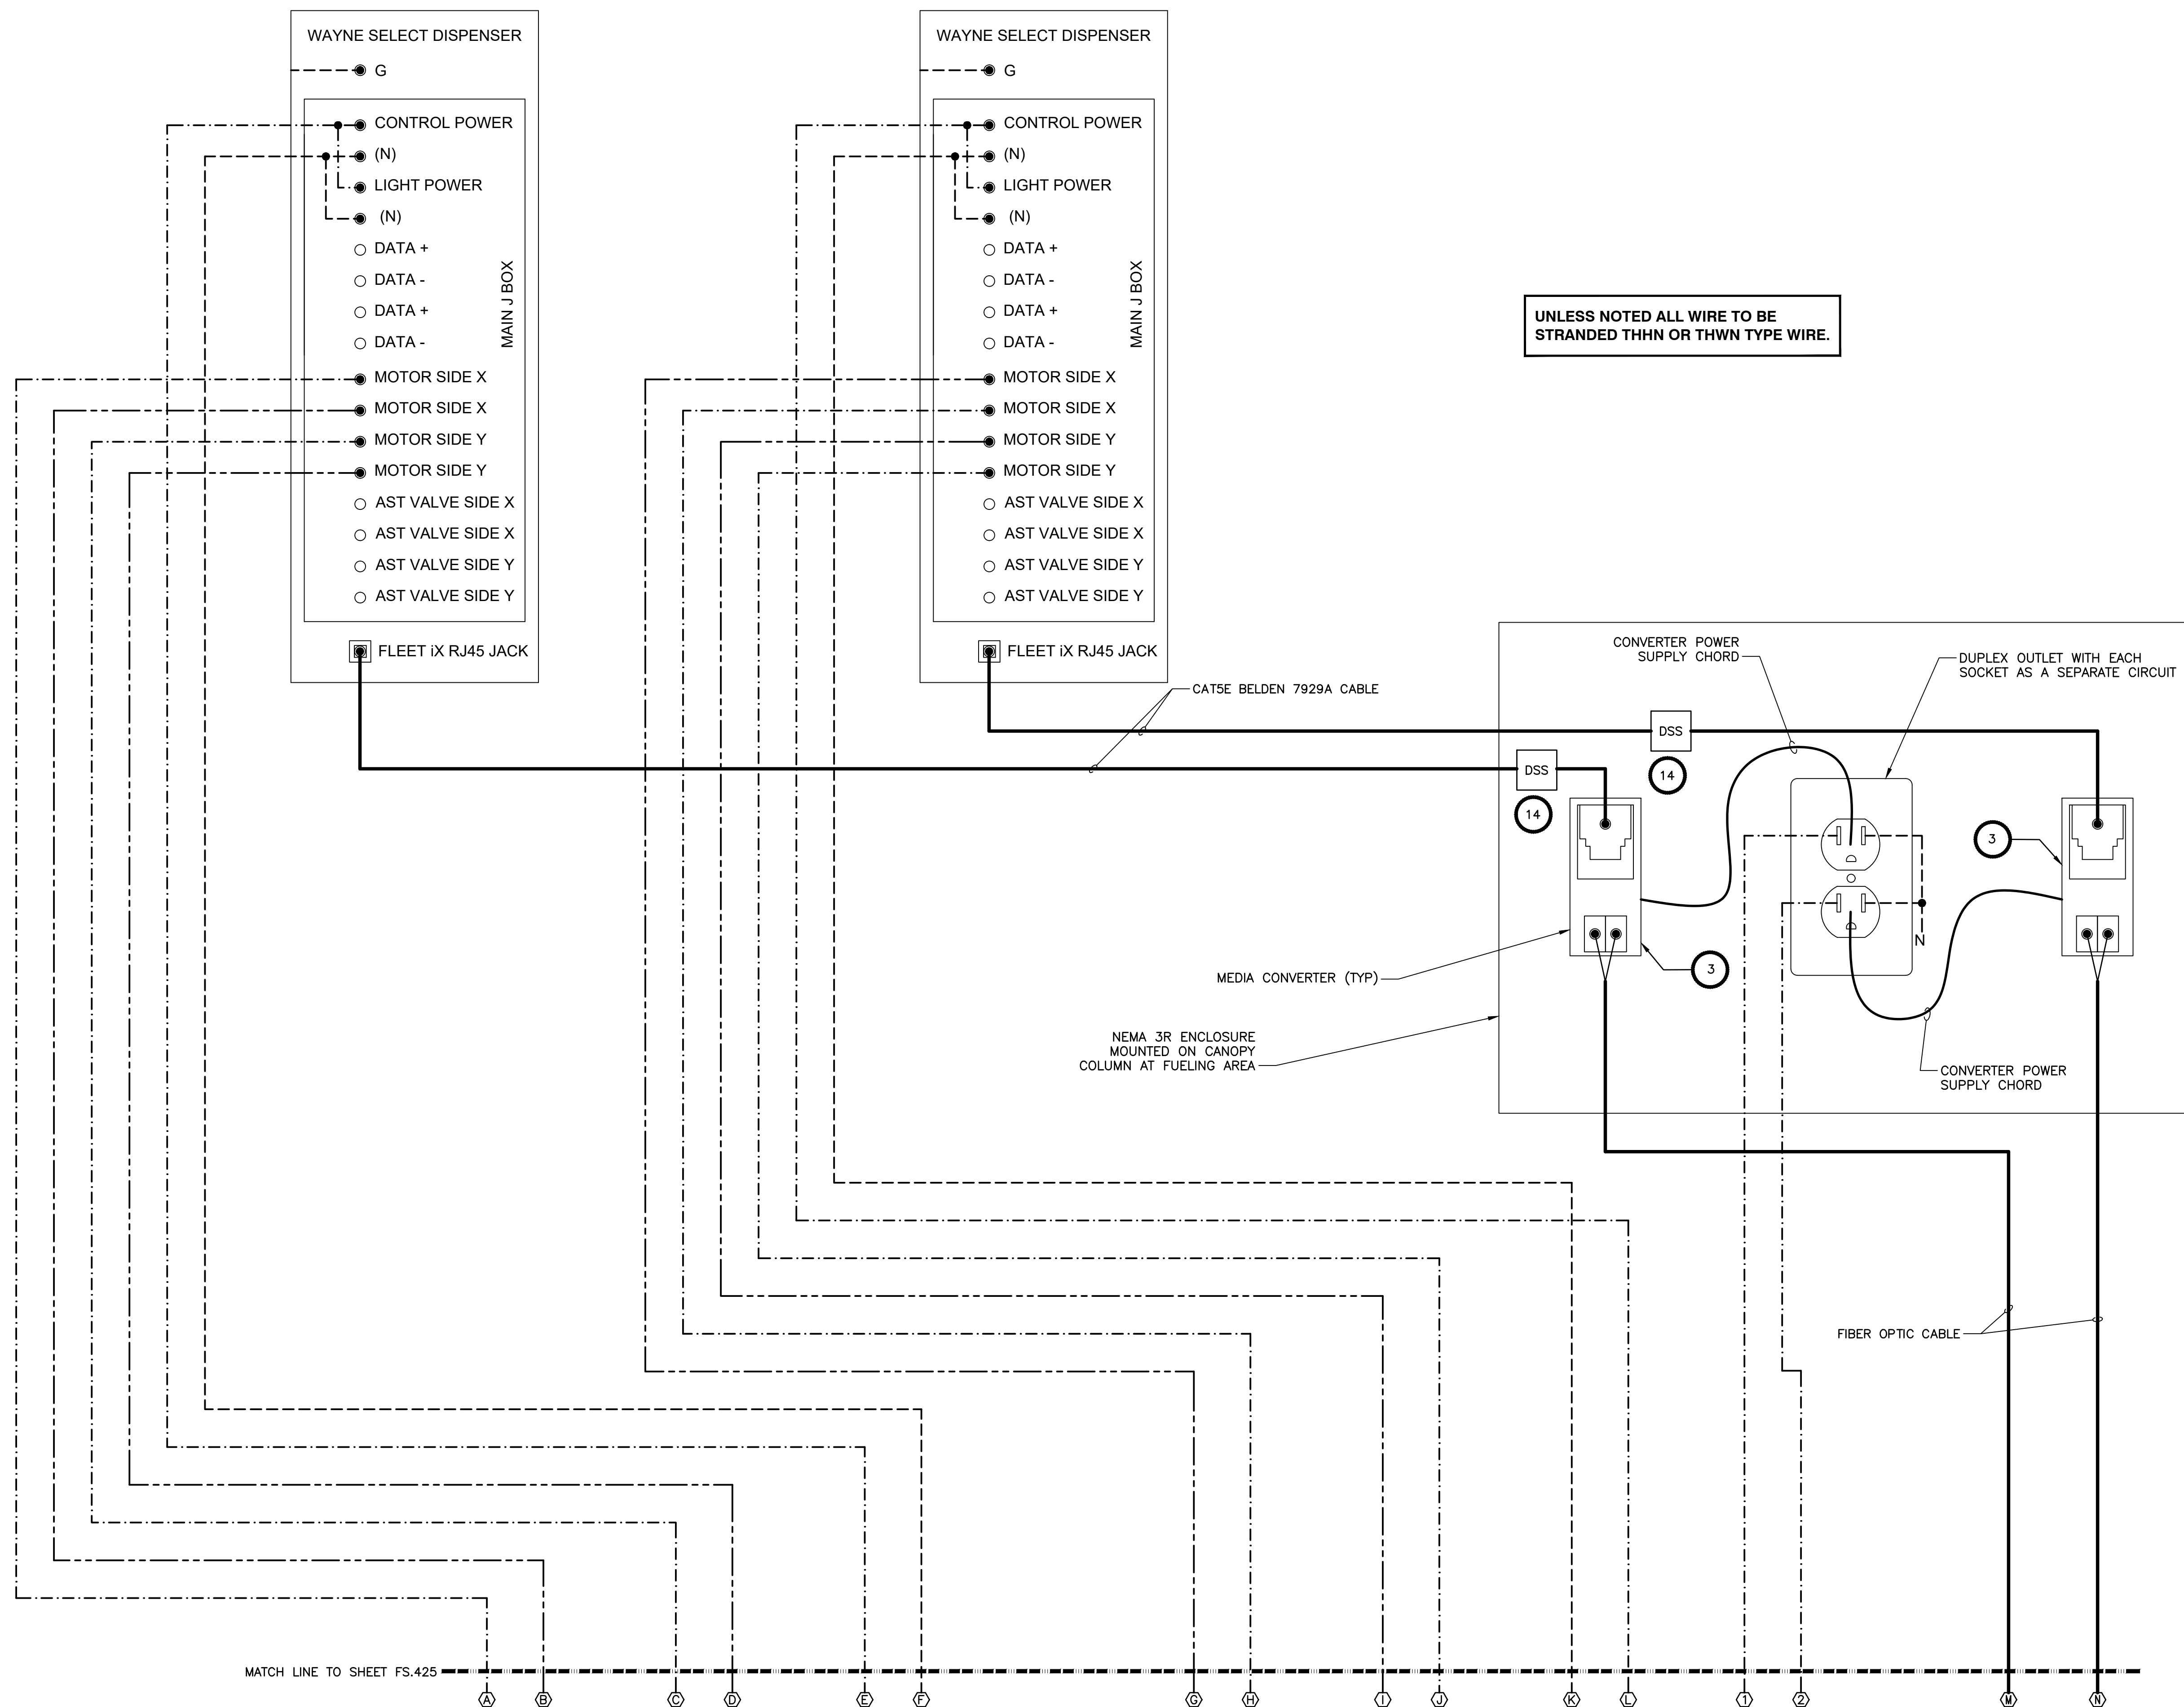 WAYNE SELECT DISPENSER
G
CONTROL POWER
(N)
LIGHT POWER
(N)
DATA +
DATA -
DATA +
DATA -
MAIN J BOX
MOTOR SIDE X
MOTOR SIDE X
MOTOR SIDE Y
MOTOR SIDE Y
AST VALVE SIDE X
AST VALVE SIDE X
AST VALVE SIDE Y
AST VALVE SIDE Y
FLEET iX RJ45 JACK
WAYNE SELECT DISPENSER
G
CONTROL POWER
(N)
LIGHT POWER
(N)
DATA +
DATA -
DATA +
DATA -
MAIN J BOX
MOTOR SIDE X
MOTOR SIDE X
MOTOR SIDE Y
MOTOR SIDE Y
AST VALVE SIDE X
AST VALVE SIDE X
AST VALVE SIDE Y
AST VALVE SIDE Y
FLEET iX RJ45 JACK
UNLESS NOTED ALL WIRE TO BE
STRANDED THHN OR THWN TYPE WIRE.
CAT5E BELDEN 7929A CABLE
CONVERTER POWER
SUPPLY CHORD
DUPLEX OUTLET WITH EACH
SOCKET AS A SEPARATE CIRCUIT
DSS
14
DSS
14
3
N
3
MEDIA CONVERTER (TYP)
NEMA 3R ENCLOSURE
MOUNTED ON CANOPY
COLUMN AT FUELING AREA
CONVERTER POWER
SUPPLY CHORD
FIBER OPTIC CABLE
MATCH LINE TO SHEET FS.425
A B C D E F G H I J K L 1 2 M N